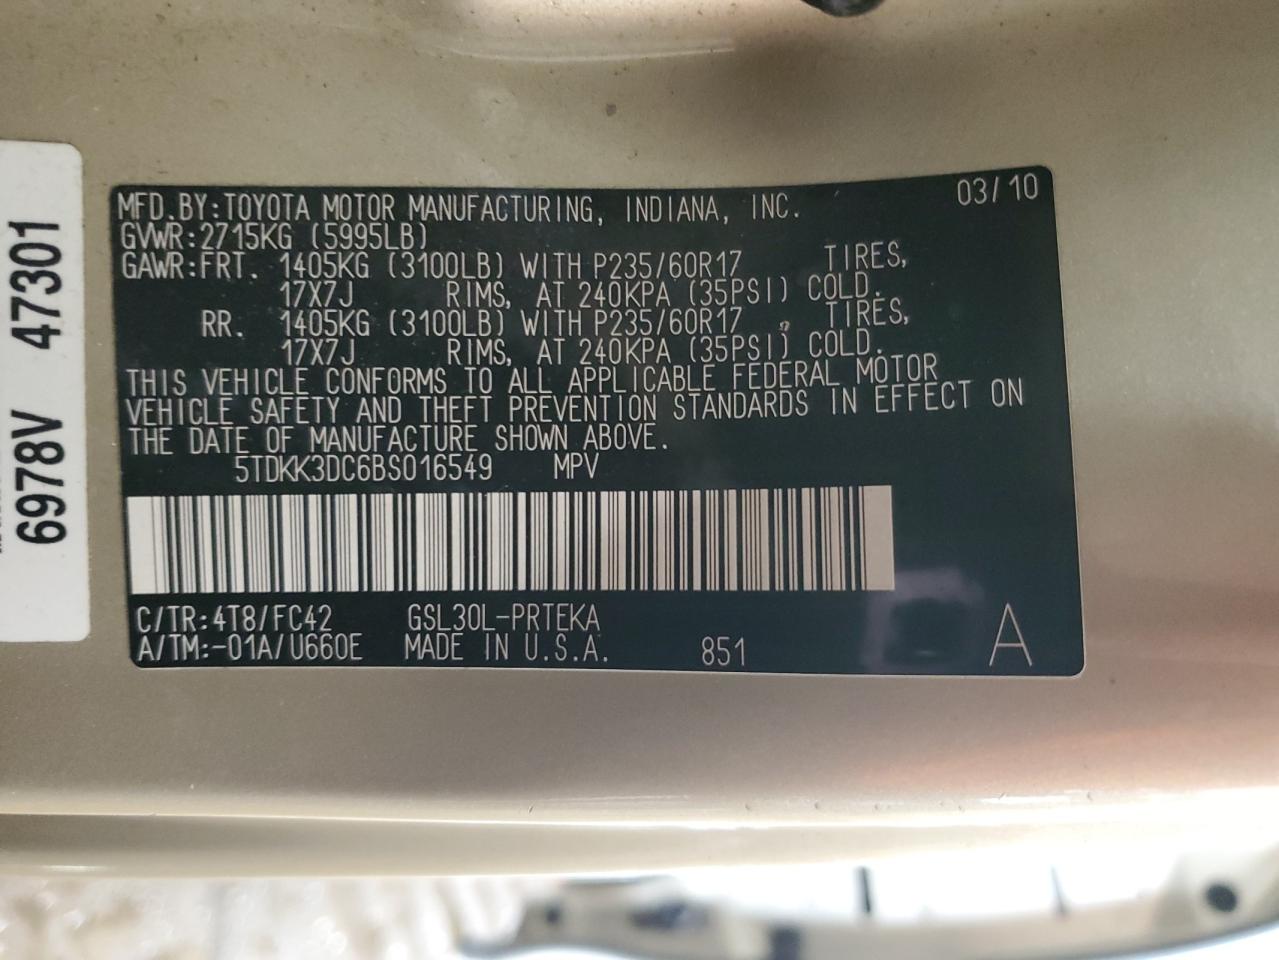 MFD.BY:TOYOTA MOTOR MANUFACTURING, INDIANA, INC. 03/10
GVWR:2715KG (5995LB)
GAWR:FRT. 1405KG (3100LB) WITH P235/60R17 TIRES,
17X7J RIMS, AT 240KPA (35PSI) COLD.
RR. 1405KG (3100LB) WITH P235/60R17 , TIRES,
17X7J RIMS, AT 240KPA (35PSI) COLD.
THIS VEHICLE CONFORMS TO ALL APPLICABLE FEDERAL MOTOR
VEHICLE SAFETY AND THEFT PREVENTION STANDARDS IN EFFECT ON
THE DATE OF MANUFACTURE SHOWN ABOVE.
5TDKK3DC6BS016549 MPV
C/TR:4T8/FC42 GSL30L-PRTEKA
A/TM:-01A/U660E MADE IN U.S.A. 851 A
6978V 47301